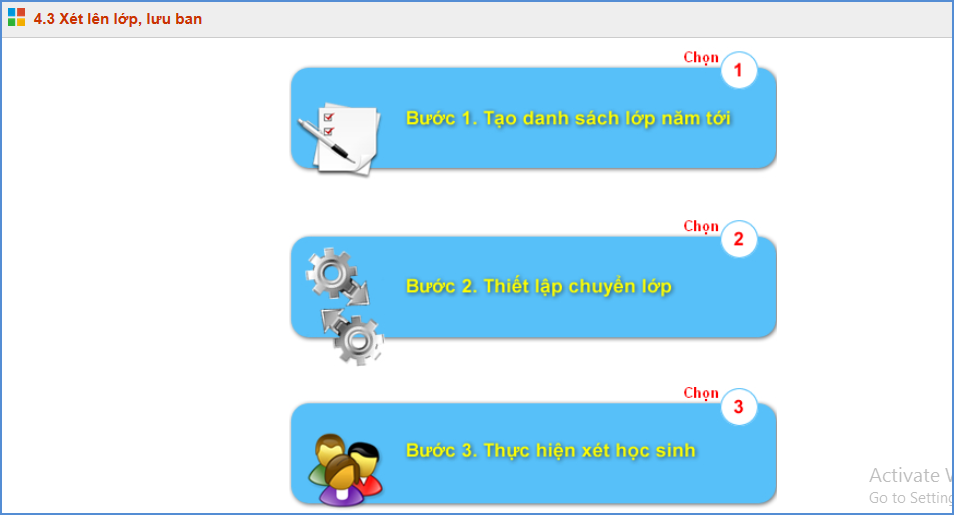 4.3 Xét lên lớp, lưu ban
Chọn
1
Bước 1. Tạo danh sách lớp năm tới
Chọn
2
Bước 2. Thiết lập chuyển lớp
Chọn
3
Bước 3. Thực hiện xét học sinh
Activate
Go to